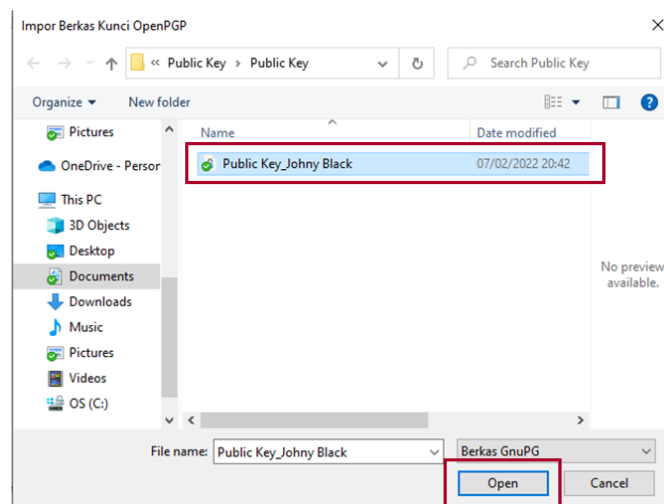 Impor Berkas Kunci OpenPGP
« Public Key › Public Key
Search Public Key
Organize
New folder
Pictures
OneDrive - Person
This PC
3D Objects
Desktop
Documents
Downloads
Music
Pictures
Videos
OS (C:)
Name
Date modified
Public Key_Johny Black
07/02/2022 20:42
No preview
available.
File name:
Public Key_Johny Black
Berkas GnuPG
Open
Cancel